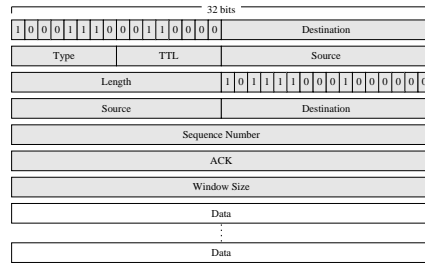 32 bits
1 0 0 0 1 1 1 0 0 0 1 1 0 0 0 0 Destination
Type TTL Source
Length 1 0 1 1 1 1 0 0 0 1 0 0 0 0 0 0
Source Destination
Sequence Number
ACK
Window Size
Data
Data